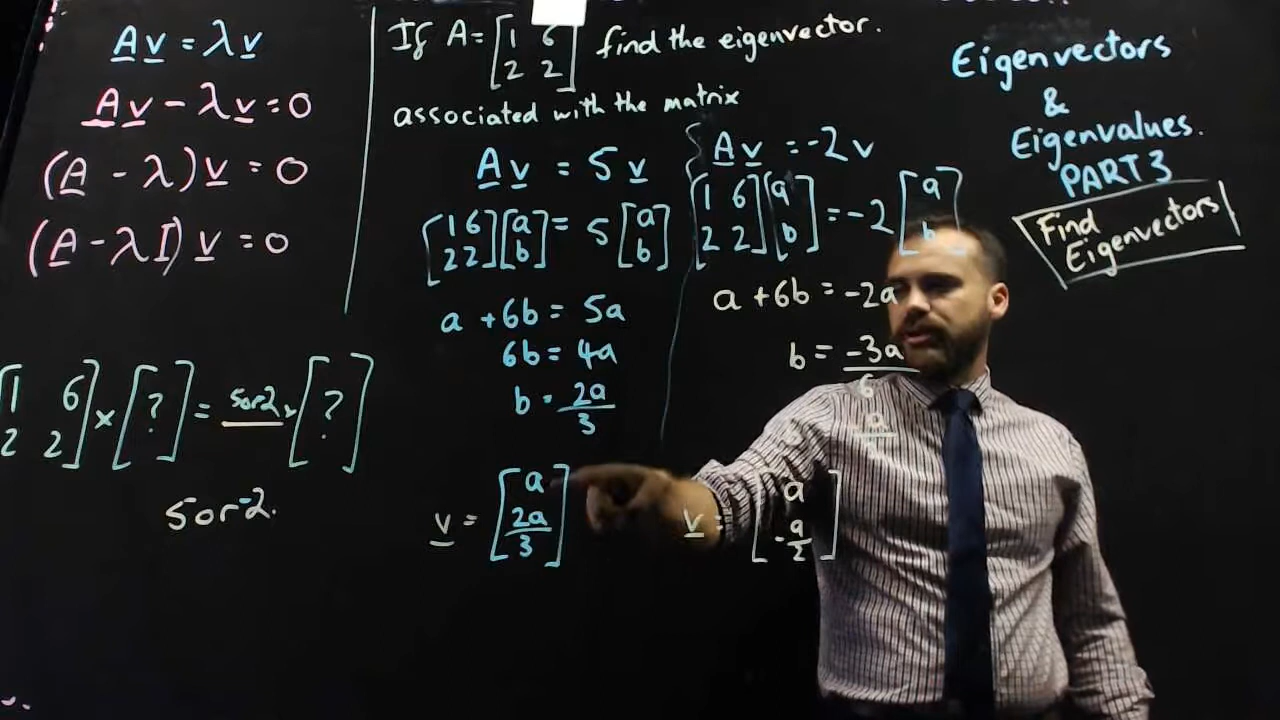 Av = λv
Av - λv = 0
(A - λ)v = 0
(A - λI)v = 0
[1 6
2 2] × [?] = 5or2 × [?]
5 or -2.
If A = [1 6
2 2] find the eigenvector.
associated with the matrix
Av = 5v
[1 6
2 2][a
b] = 5[a
b]
a + 6b = 5a
6b = 4a
b = 2a/3
v = [a
2a/3]
Av = -2v
[1 6
2 2][a
b] = -2[a
b]
a + 6b = -2a
b = -3a/6
v = [a
-a/2]
Eigenvectors
&
Eigenvalues.
PART 3
Find
Eigenvectors